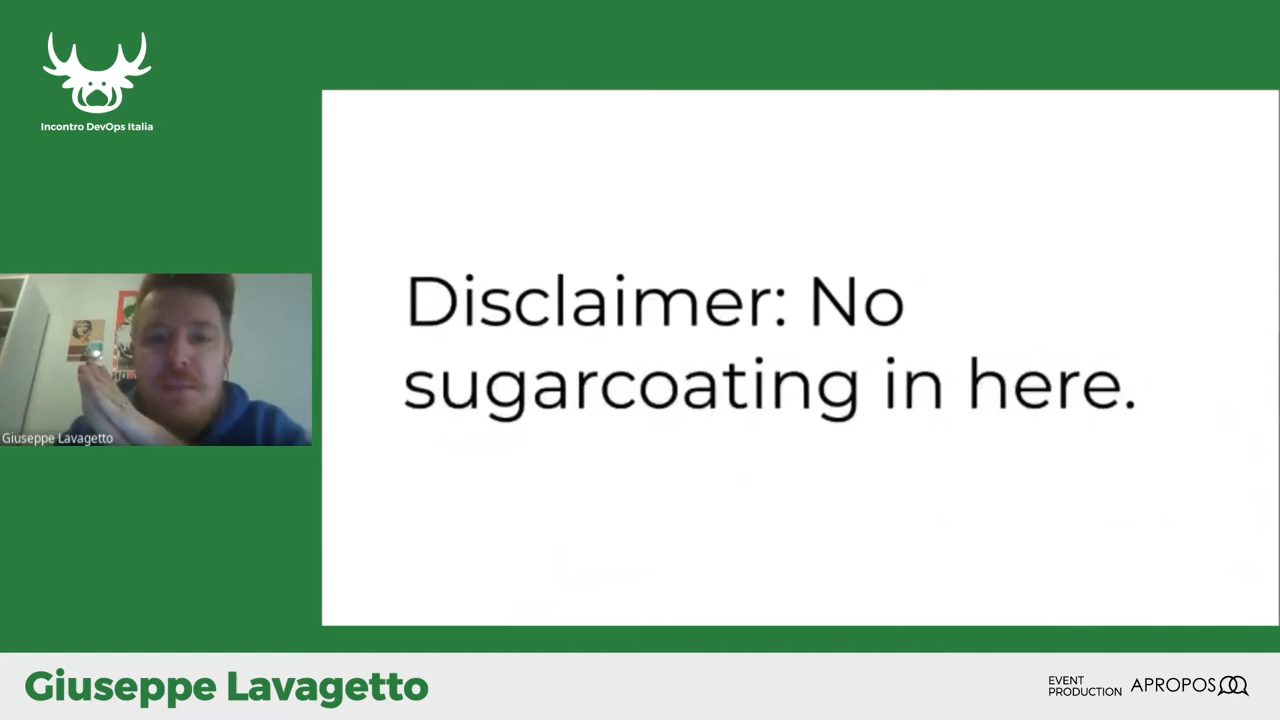 Incontro DevOps Italia
Disclaimer: No
sugarcoating in here.
Giuseppe Lavagetto
Giuseppe Lavagetto
EVENT
PRODUCTION
APROPOS